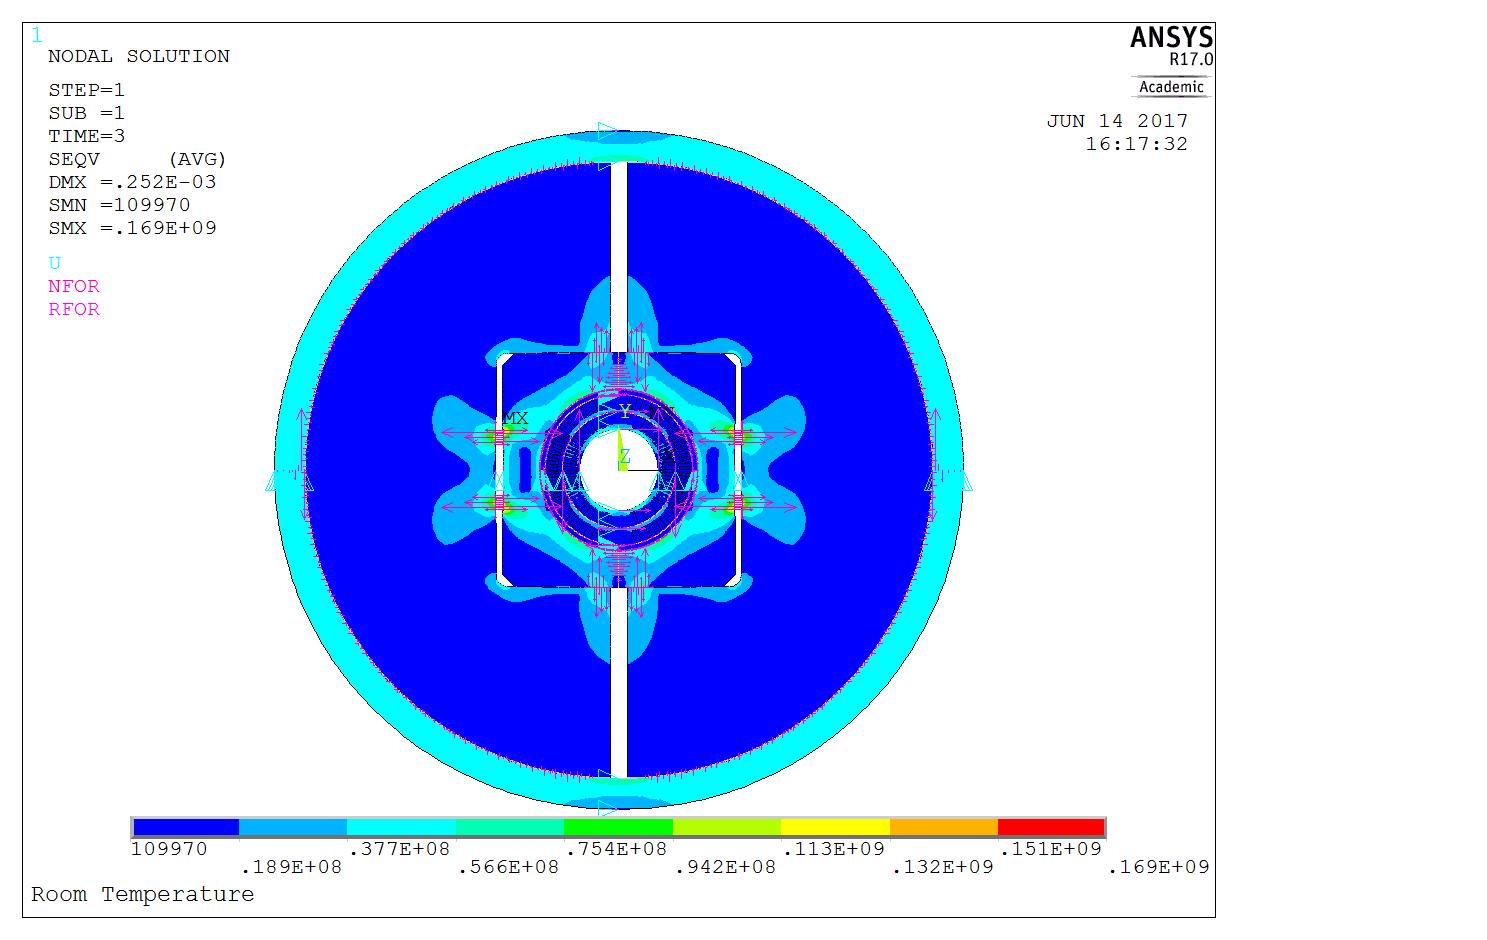 1
NODAL SOLUTION
STEP=1
SUB =1
TIME=3
SEQV (AVG)
DMX =.252E-03
SMN =109970
SMX =.169E+09
U
NFOR
RFOR
ANSYS
R17.0
Academic
JUN 14 2017
16:17:32
MX
Y
Z
109970
.189E+08
.377E+08
.566E+08
.754E+08
.942E+08
.113E+09
.132E+09
.151E+09
.169E+09
Room Temperature